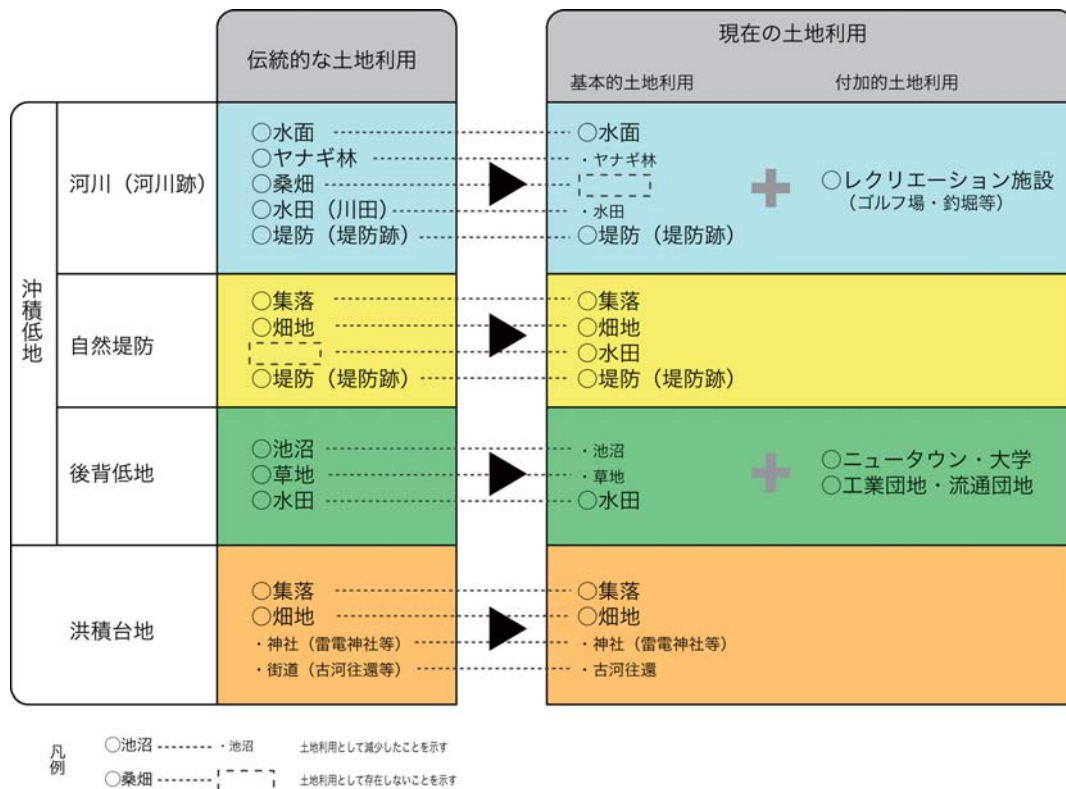 伝統的な土地利用
現在の土地利用
基本的土地利用
付加的土地利用
沖積低地
河川（河川跡）
○水面
○ヤナギ林
○桑畑
○水田（川田）
○堤防（堤防跡）
○水面
・ヤナギ林
・水田
○堤防（堤防跡）
○レクリエーション施設
（ゴルフ場・釣堀等）
自然堤防
○集落
○畑地
○堤防（堤防跡）
○集落
○畑地
○水田
○堤防（堤防跡）
後背低地
○池沼
○草地
○水田
・池沼
・草地
○水田
○ニュータウン・大学
○工業団地・流通団地
洪積台地
○集落
○畑地
・神社（雷電神社等）
・街道（古河往還等）
○集落
○畑地
・神社（雷電神社等）
・古河往還
凡例
○池沼 ・池沼 土地利用として減少したことを示す
○桑畑 土地利用として存在しないことを示す